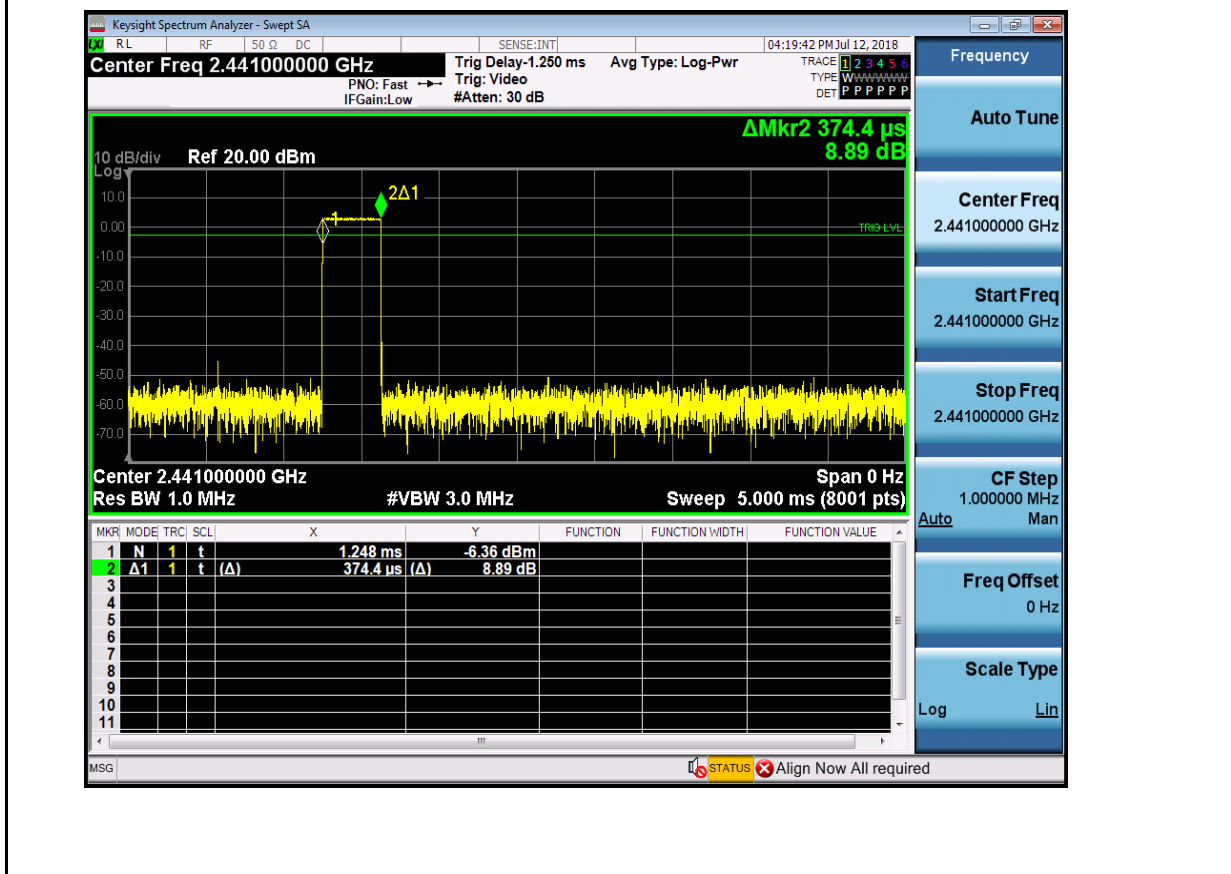 Keysight Spectrum Analyzer - Swept SA
LXI RL RF 50 Ω DC SENSE:INT 04:19:42 PM Jul 12, 2018
Center Freq 2.441000000 GHz
PNO: Fast
IFGain:Low
Trig Delay-1.250 ms
Trig: Video
#Atten: 30 dB
Avg Type: Log-Pwr
TRACE 1 2 3 4 5 6
TYPE WWWWWW
DET P P P P P P
ΔMkr2 374.4 µs
8.89 dB
10 dB/div Ref 20.00 dBm
Log
10.0
0.00
-10.0
-20.0
-30.0
-40.0
-50.0
-60.0
-70.0
2Δ1
1
TRIG LVL
Center 2.441000000 GHz Span 0 Hz
Res BW 1.0 MHz #VBW 3.0 MHz Sweep 5.000 ms (8001 pts)
MKR MODE TRC SCL X Y FUNCTION FUNCTION WIDTH FUNCTION VALUE
1 N 1 t 1.248 ms -6.36 dBm
2 Δ1 1 t (Δ) 374.4 µs (Δ) 8.89 dB
3
4
5
6
7
8
9
10
11
MSG STATUS Align Now All required
Frequency
Auto Tune
Center Freq
2.441000000 GHz
Start Freq
2.441000000 GHz
Stop Freq
2.441000000 GHz
CF Step
1.000000 MHz
Auto Man
Freq Offset
0 Hz
Scale Type
Log Lin